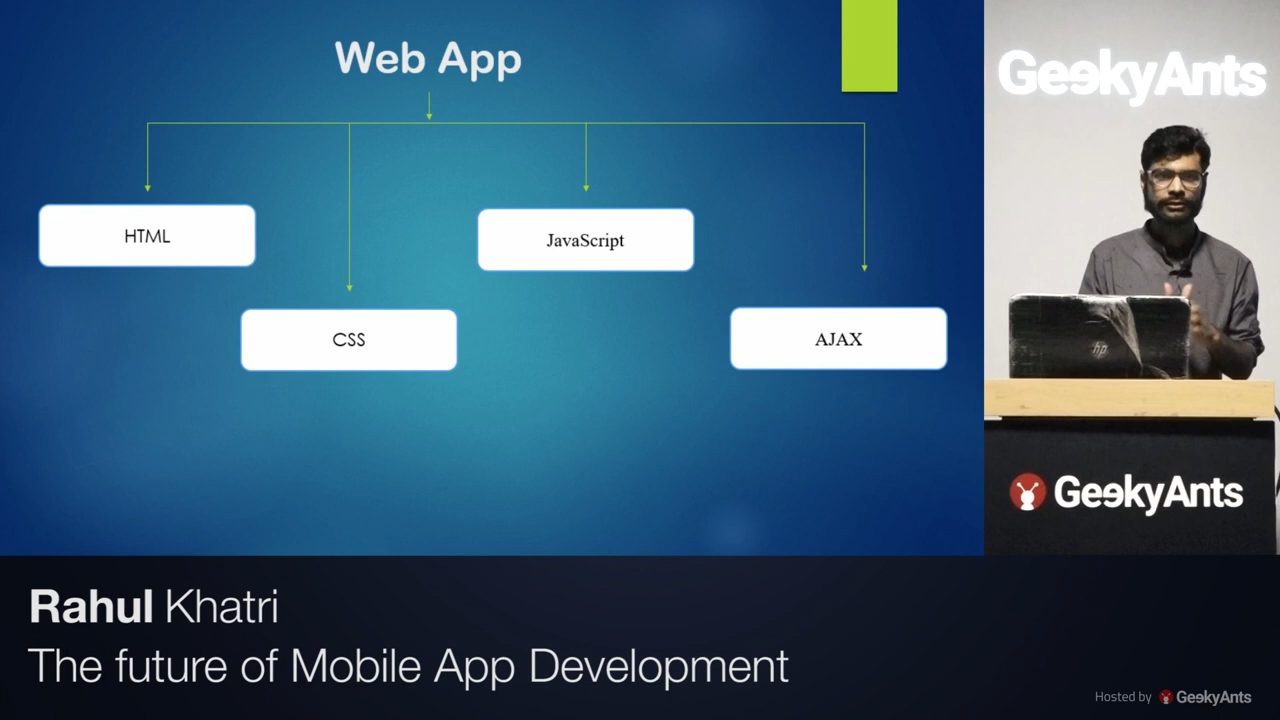 Web App
HTML
JavaScript
CSS
AJAX
GeekyAnts
hp
GeekyAnts
Rahul Khatri
The future of Mobile App Development
Hosted by GeekyAnts